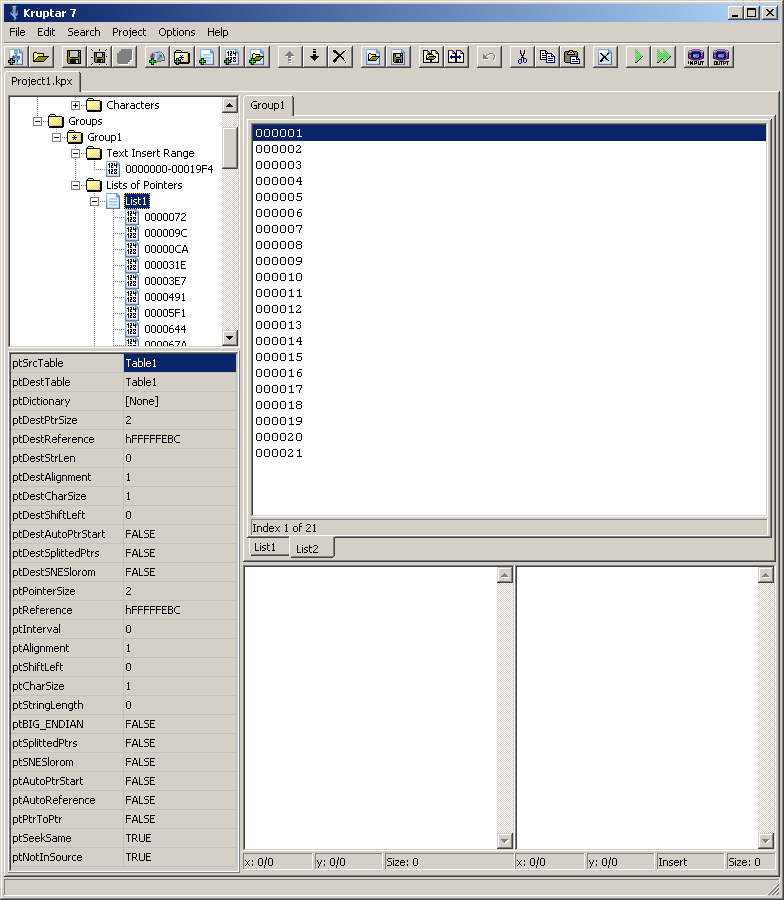 Kruptar 7
File Edit Search Project Options Help
INPUT OUTPT
Project1.kpx
Characters
Groups
Group1
Text Insert Range
0000000-00019F4
Lists of Pointers
List1
0000072
000009C
00000CA
000031E
00003E7
0000491
00005F1
0000644
000067A
ptSrcTable Table1
ptDestTable Table1
ptDictionary [None]
ptDestPtrSize 2
ptDestReference hFFFFFEBC
ptDestStrLen 0
ptDestAlignment 1
ptDestCharSize 1
ptDestShiftLeft 0
ptDestAutoPtrStart FALSE
ptDestSplittedPtrs FALSE
ptDestSNESlorom FALSE
ptPointerSize 2
ptReference hFFFFFEBC
ptInterval 0
ptAlignment 1
ptShiftLeft 0
ptCharSize 1
ptStringLength 0
ptBIG_ENDIAN FALSE
ptSplittedPtrs FALSE
ptSNESlorom FALSE
ptAutoPtrStart FALSE
ptAutoReference FALSE
ptPtrToPtr FALSE
ptSeekSame TRUE
ptNotInSource TRUE
Group1
000001
000002
000003
000004
000005
000006
000007
000008
000009
000010
000011
000012
000013
000014
000015
000016
000017
000018
000019
000020
000021
Index 1 of 21
List1 List2
x: 0/0 y: 0/0 Size: 0 x: 0/0 y: 0/0 Insert Size: 0